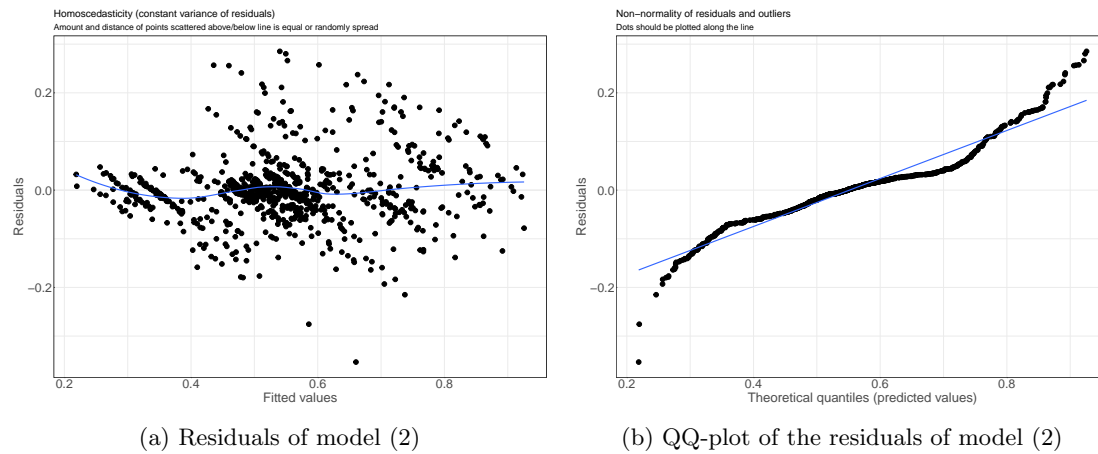 Homoscedasticity (constant variance of residuals)
Amount and distance of points scattered above/below line is equal or randomly spread
0.2
0.0
−0.2
Residuals
0.2
0.4
0.6
0.8
Fitted values
(a) Residuals of model (2)
Non−normality of residuals and outliers
Dots should be plotted along the line
0.2
0.0
−0.2
Residuals
0.2
0.4
0.6
0.8
Theoretical quantiles (predicted values)
(b) QQ-plot of the residuals of model (2)